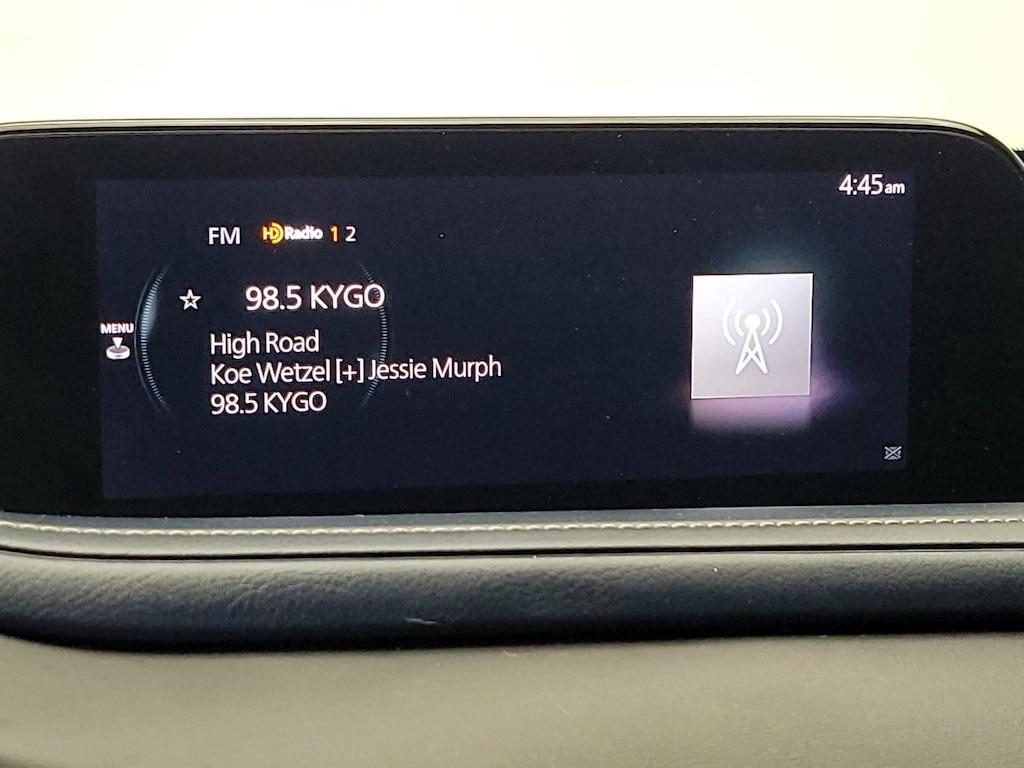 4:45am
FM HD Radio 1 2
98.5 KYGO
MENU
High Road
Koe Wetzel [+] Jessie Murph
98.5 KYGO